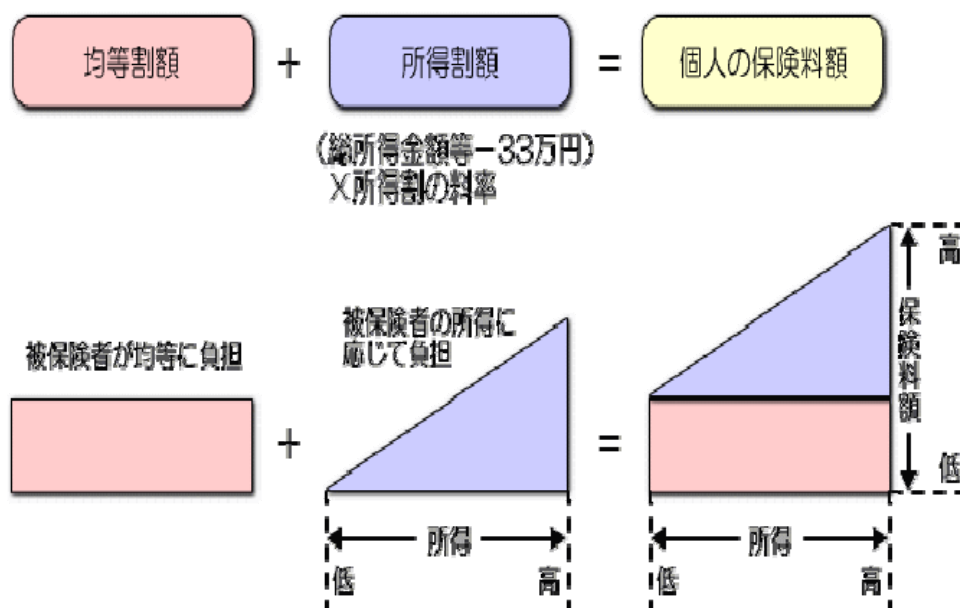 均等割額
+
所得割額
=
個人の保険料額
(総所得金額等−33万円)
×所得割の料率
被保険者が均等に負担
+
被保険者の所得に
応じて負担
=
高
保険料額
低
所得
低
高
所得
低
高